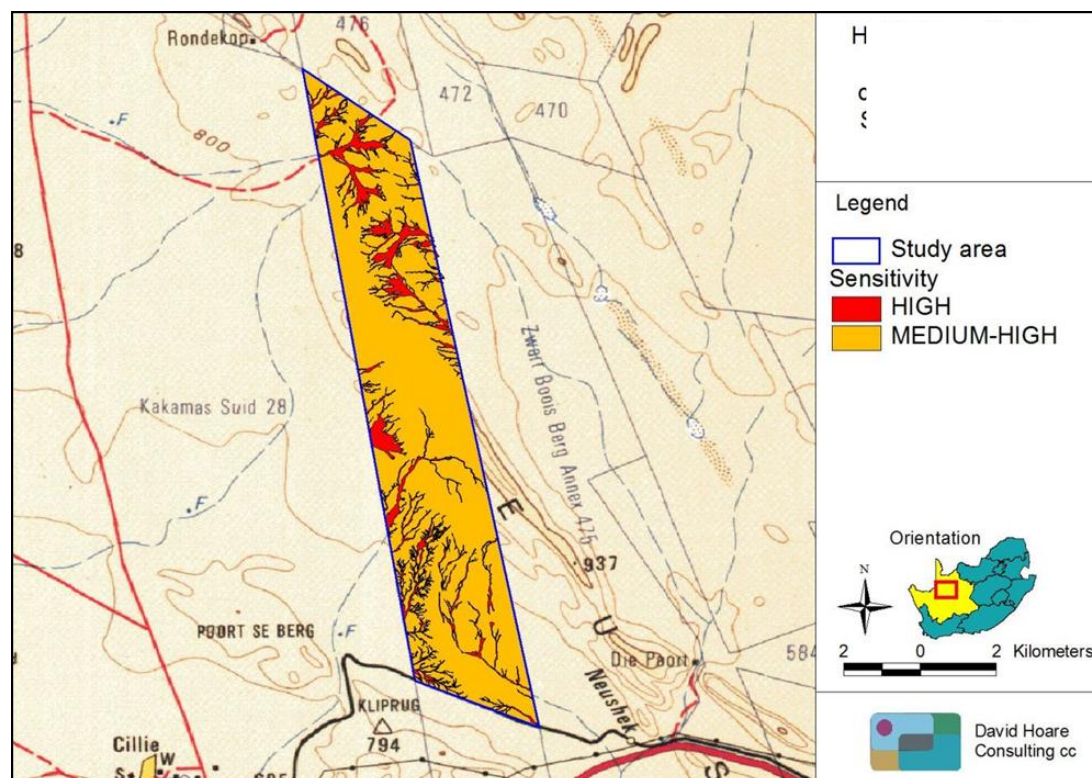 476
Rondekop
472
470
F
800
8
Zwart Boois Berg Annex 475
Kakamas Suid 28
F
E
937
U
POORT SE BERG
F
Die Poort
584
Neushek
KLIPRUG
794
Cillie
W
S
685
S
H
Legend
Study area
Sensitivity
HIGH
MEDIUM-HIGH
Orientation
N
2 0 2 Kilometers
David Hoare
Consulting cc